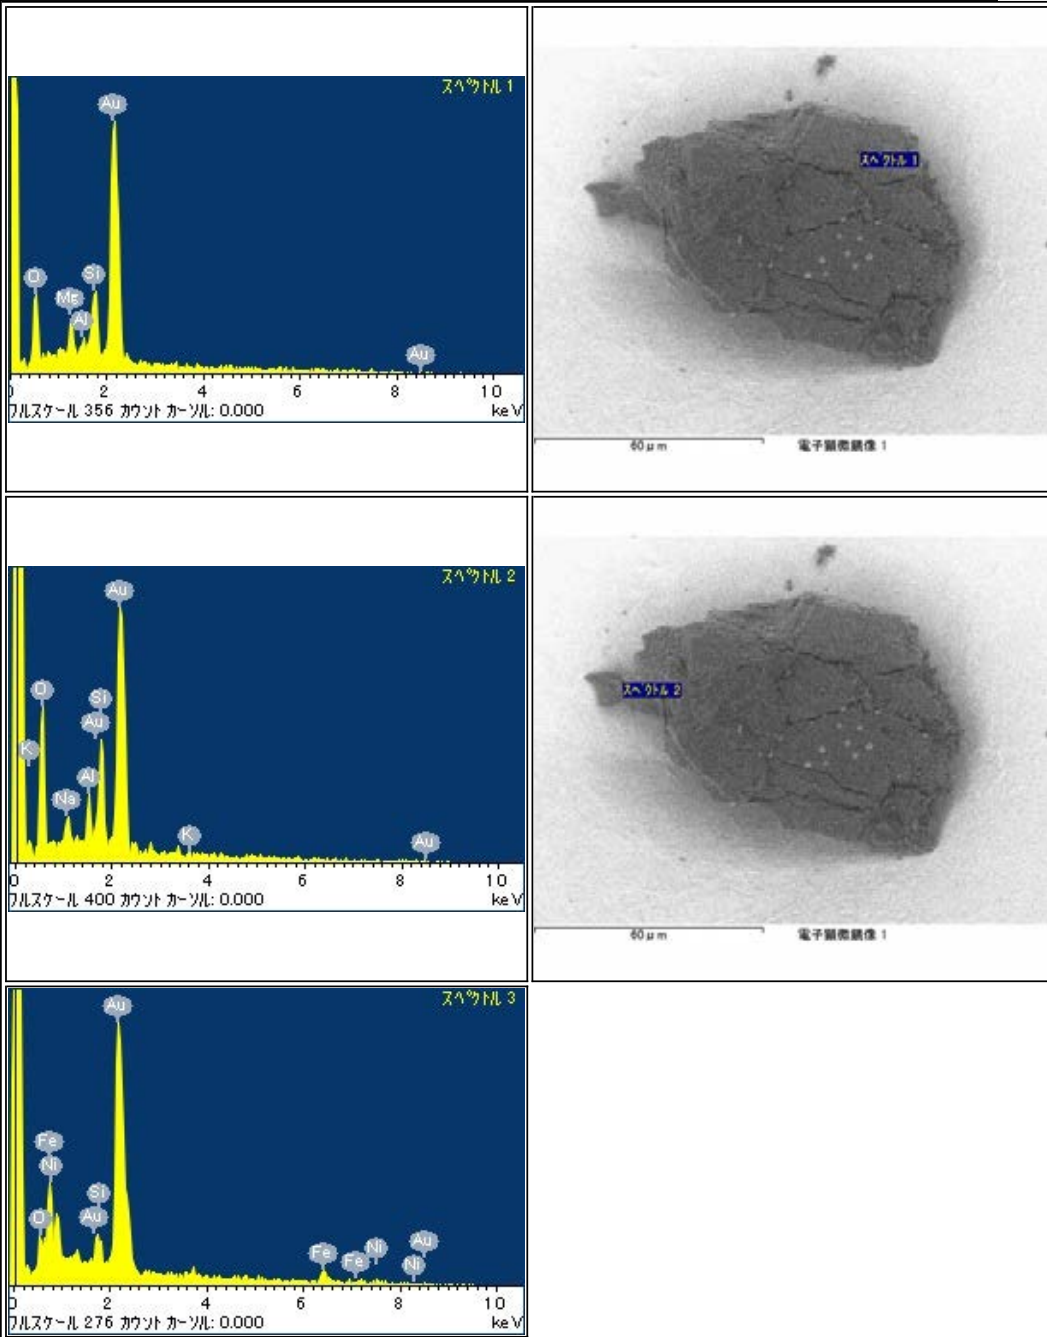 スペクトル 1
Au
O
Si
Mg
Al
Au
0 2 4 6 8 10
フルスケール 356 カウント カーソル: 0.000 keV
スペクトル 1
60μm 電子顕微鏡像 1
スペクトル 2
Au
O
Si
Au
K
Al
Na
K
Au
0 2 4 6 8 10
フルスケール 400 カウント カーソル: 0.000 keV
スペクトル 2
60μm 電子顕微鏡像 1
スペクトル 3
Au
Fe
Ni
Si
O
Au
Au
Ni
Fe
Fe
Ni
0 2 4 6 8 10
フルスケール 276 カウント カーソル: 0.000 keV